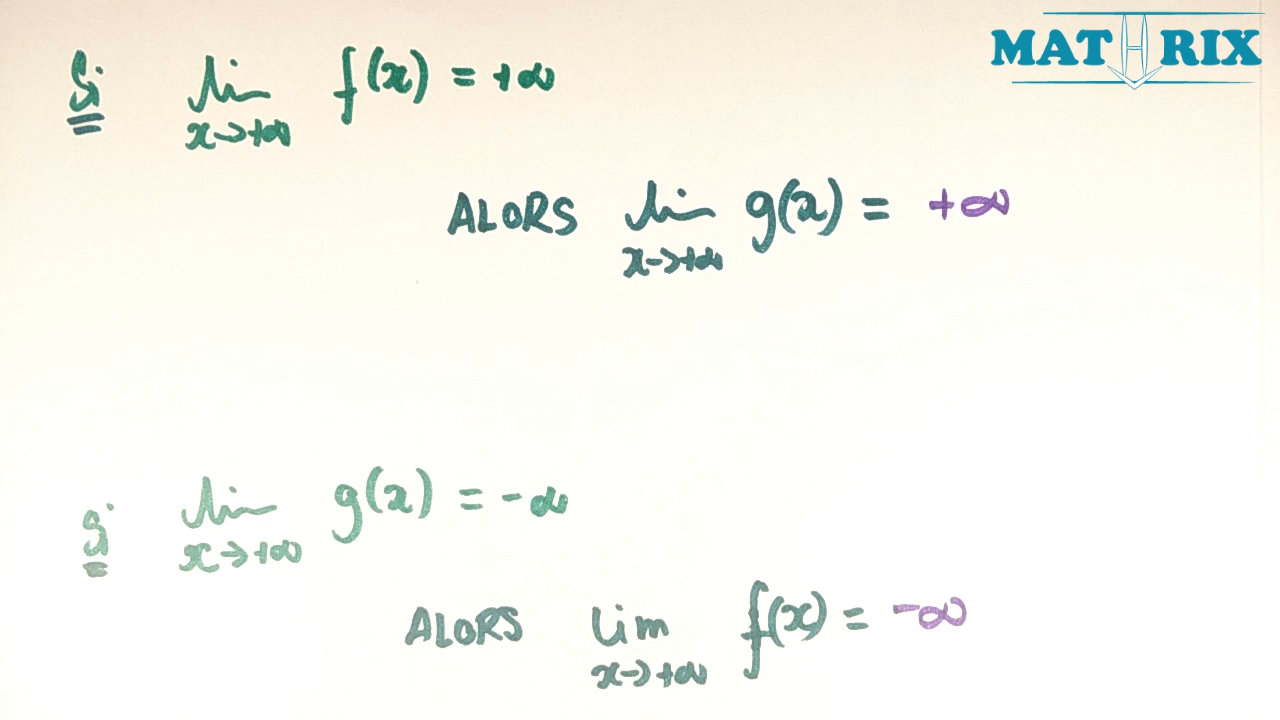 MATHRIX
Si lim f(x) = +∞
x→+∞
ALORS lim g(x) = +∞
x→+∞
Si lim g(x) = -∞
x→+∞
ALORS lim f(x) = -∞
x→+∞